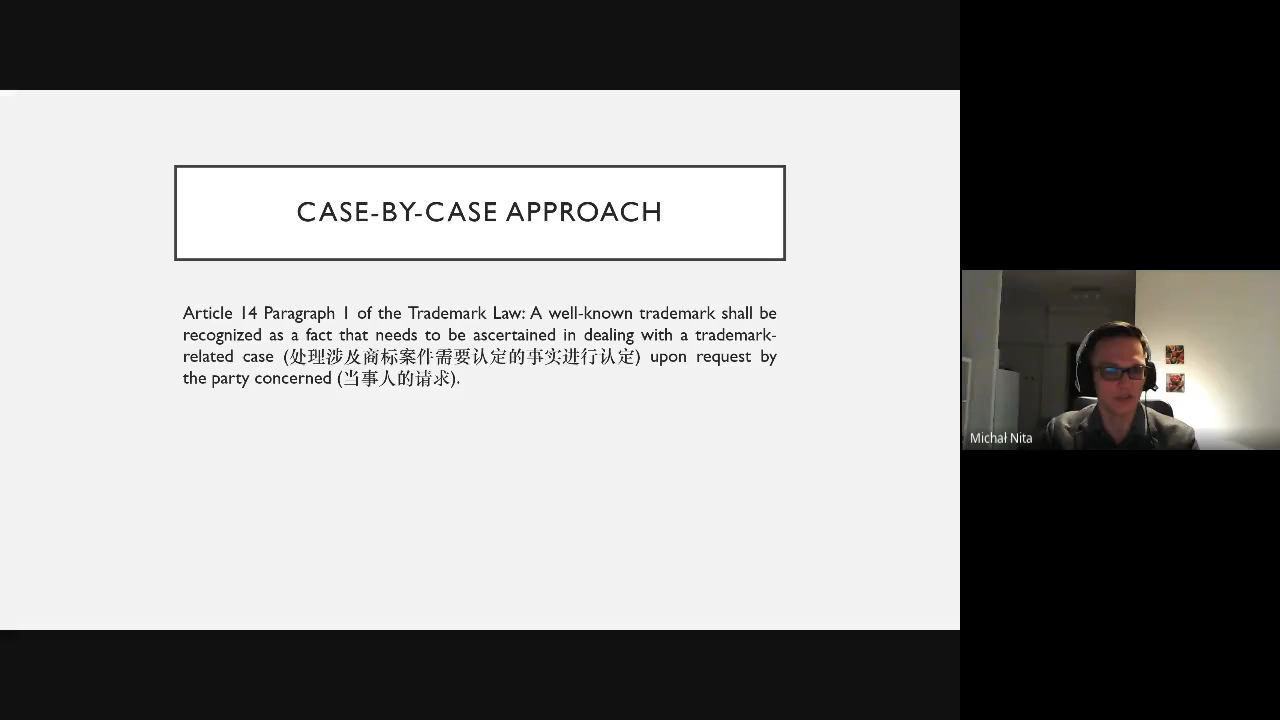 CASE-BY-CASE APPROACH
Article 14 Paragraph 1 of the Trademark Law: A well-known trademark shall be
recognized as a fact that needs to be ascertained in dealing with a trademark-
related case (处理涉及商标案件需要认定的事实进行认定) upon request by
the party concerned (当事人的请求).
Michał Nita